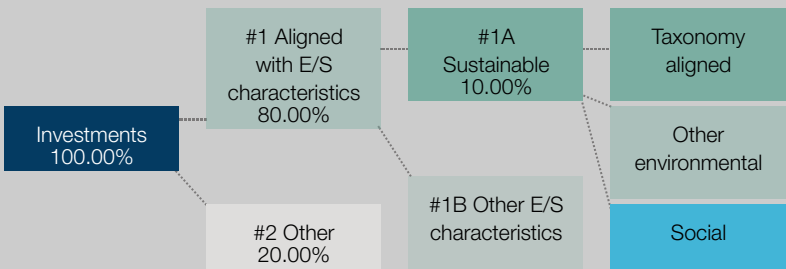 Investments
100.00%
#1 Aligned
with E/S
characteristics
80.00%
#2 Other
20.00%
#1A
Sustainable
10.00%
#1B Other E/S
characteristics
Taxonomy
aligned
Other
environmental
Social